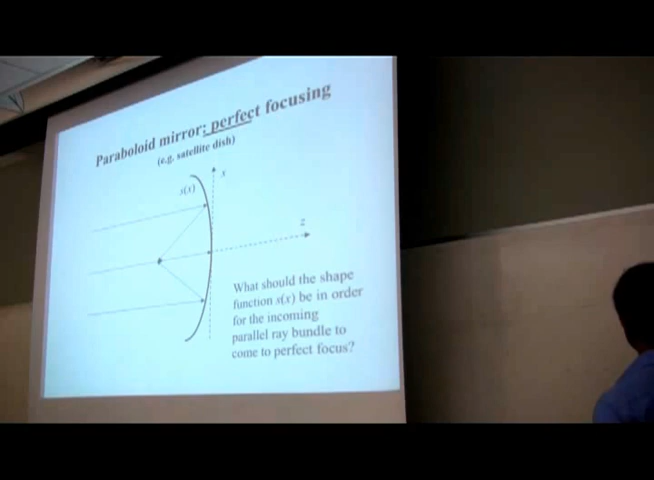 Paraboloid mirror: perfect focusing
(e.g. satellite dish)
x
s(x)
z
What should the shape
function s(x) be in order
for the incoming
parallel ray bundle to
come to perfect focus?